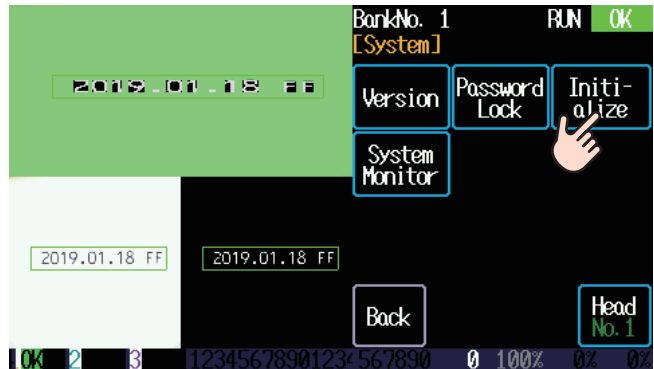 BankNo. 1 RUN OK
[System]
2019.01.18 FF
Version
Password
Lock
Initi-
alize
System
Monitor
2019.01.18 FF
2019.01.18 FF
Back
Head
No.1
1 OK 2 3 12345678901234567890 0 100% 0% 0%